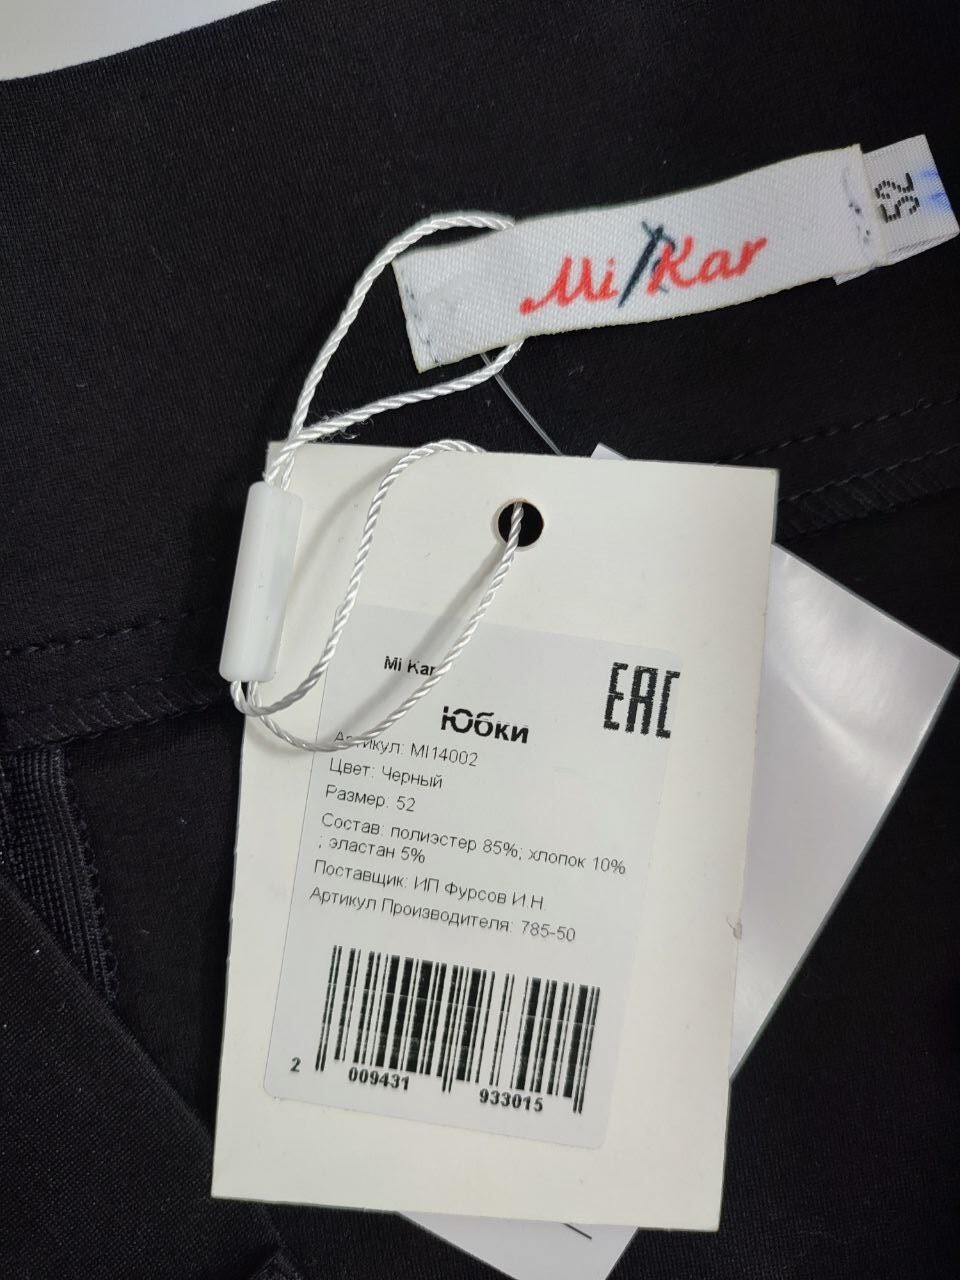 52
Mi Kar
Mi Kar
EAC
Юбки
Артикул: MI14002
Цвет: Черный
Размер: 52
Состав: полиэстер 85%; хлопок 10%
; эластан 5%
Поставщик: ИП Фурсов И.Н
Артикул Производителя: 785-50
2 009431 933015